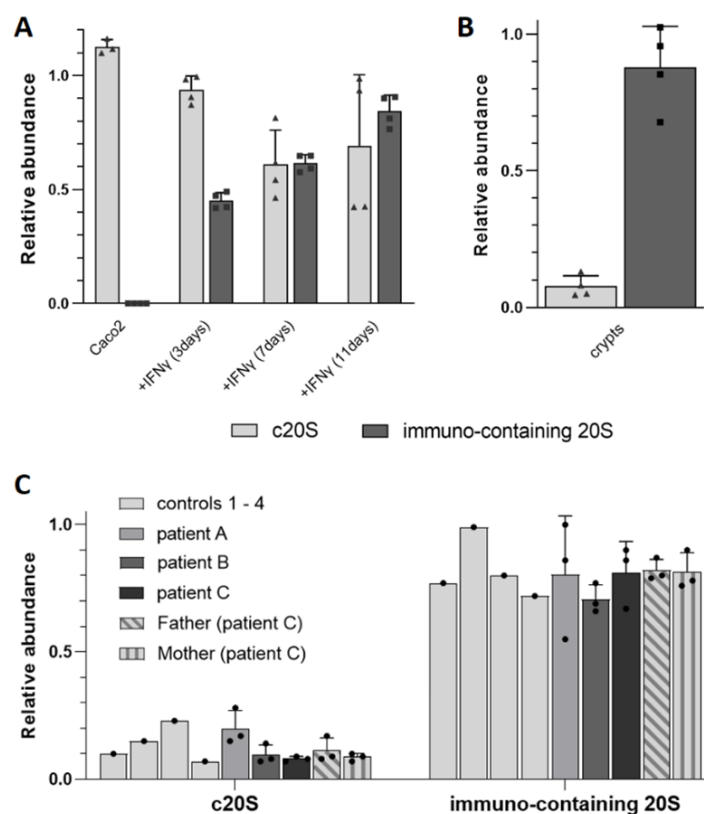 A
Relative abundance
1.0
0.5
0.0
Caco2
+IFNγ (3days)
+IFNγ (7days)
+IFNγ (11days)
B
Relative abundance
1.0
0.5
0.0
crypts
c20S
immuno-containing 20S
C
Relative abundance
1.0
0.5
0.0
controls 1 - 4
patient A
patient B
patient C
Father (patient C)
Mother (patient C)
c20S
immuno-containing 20S